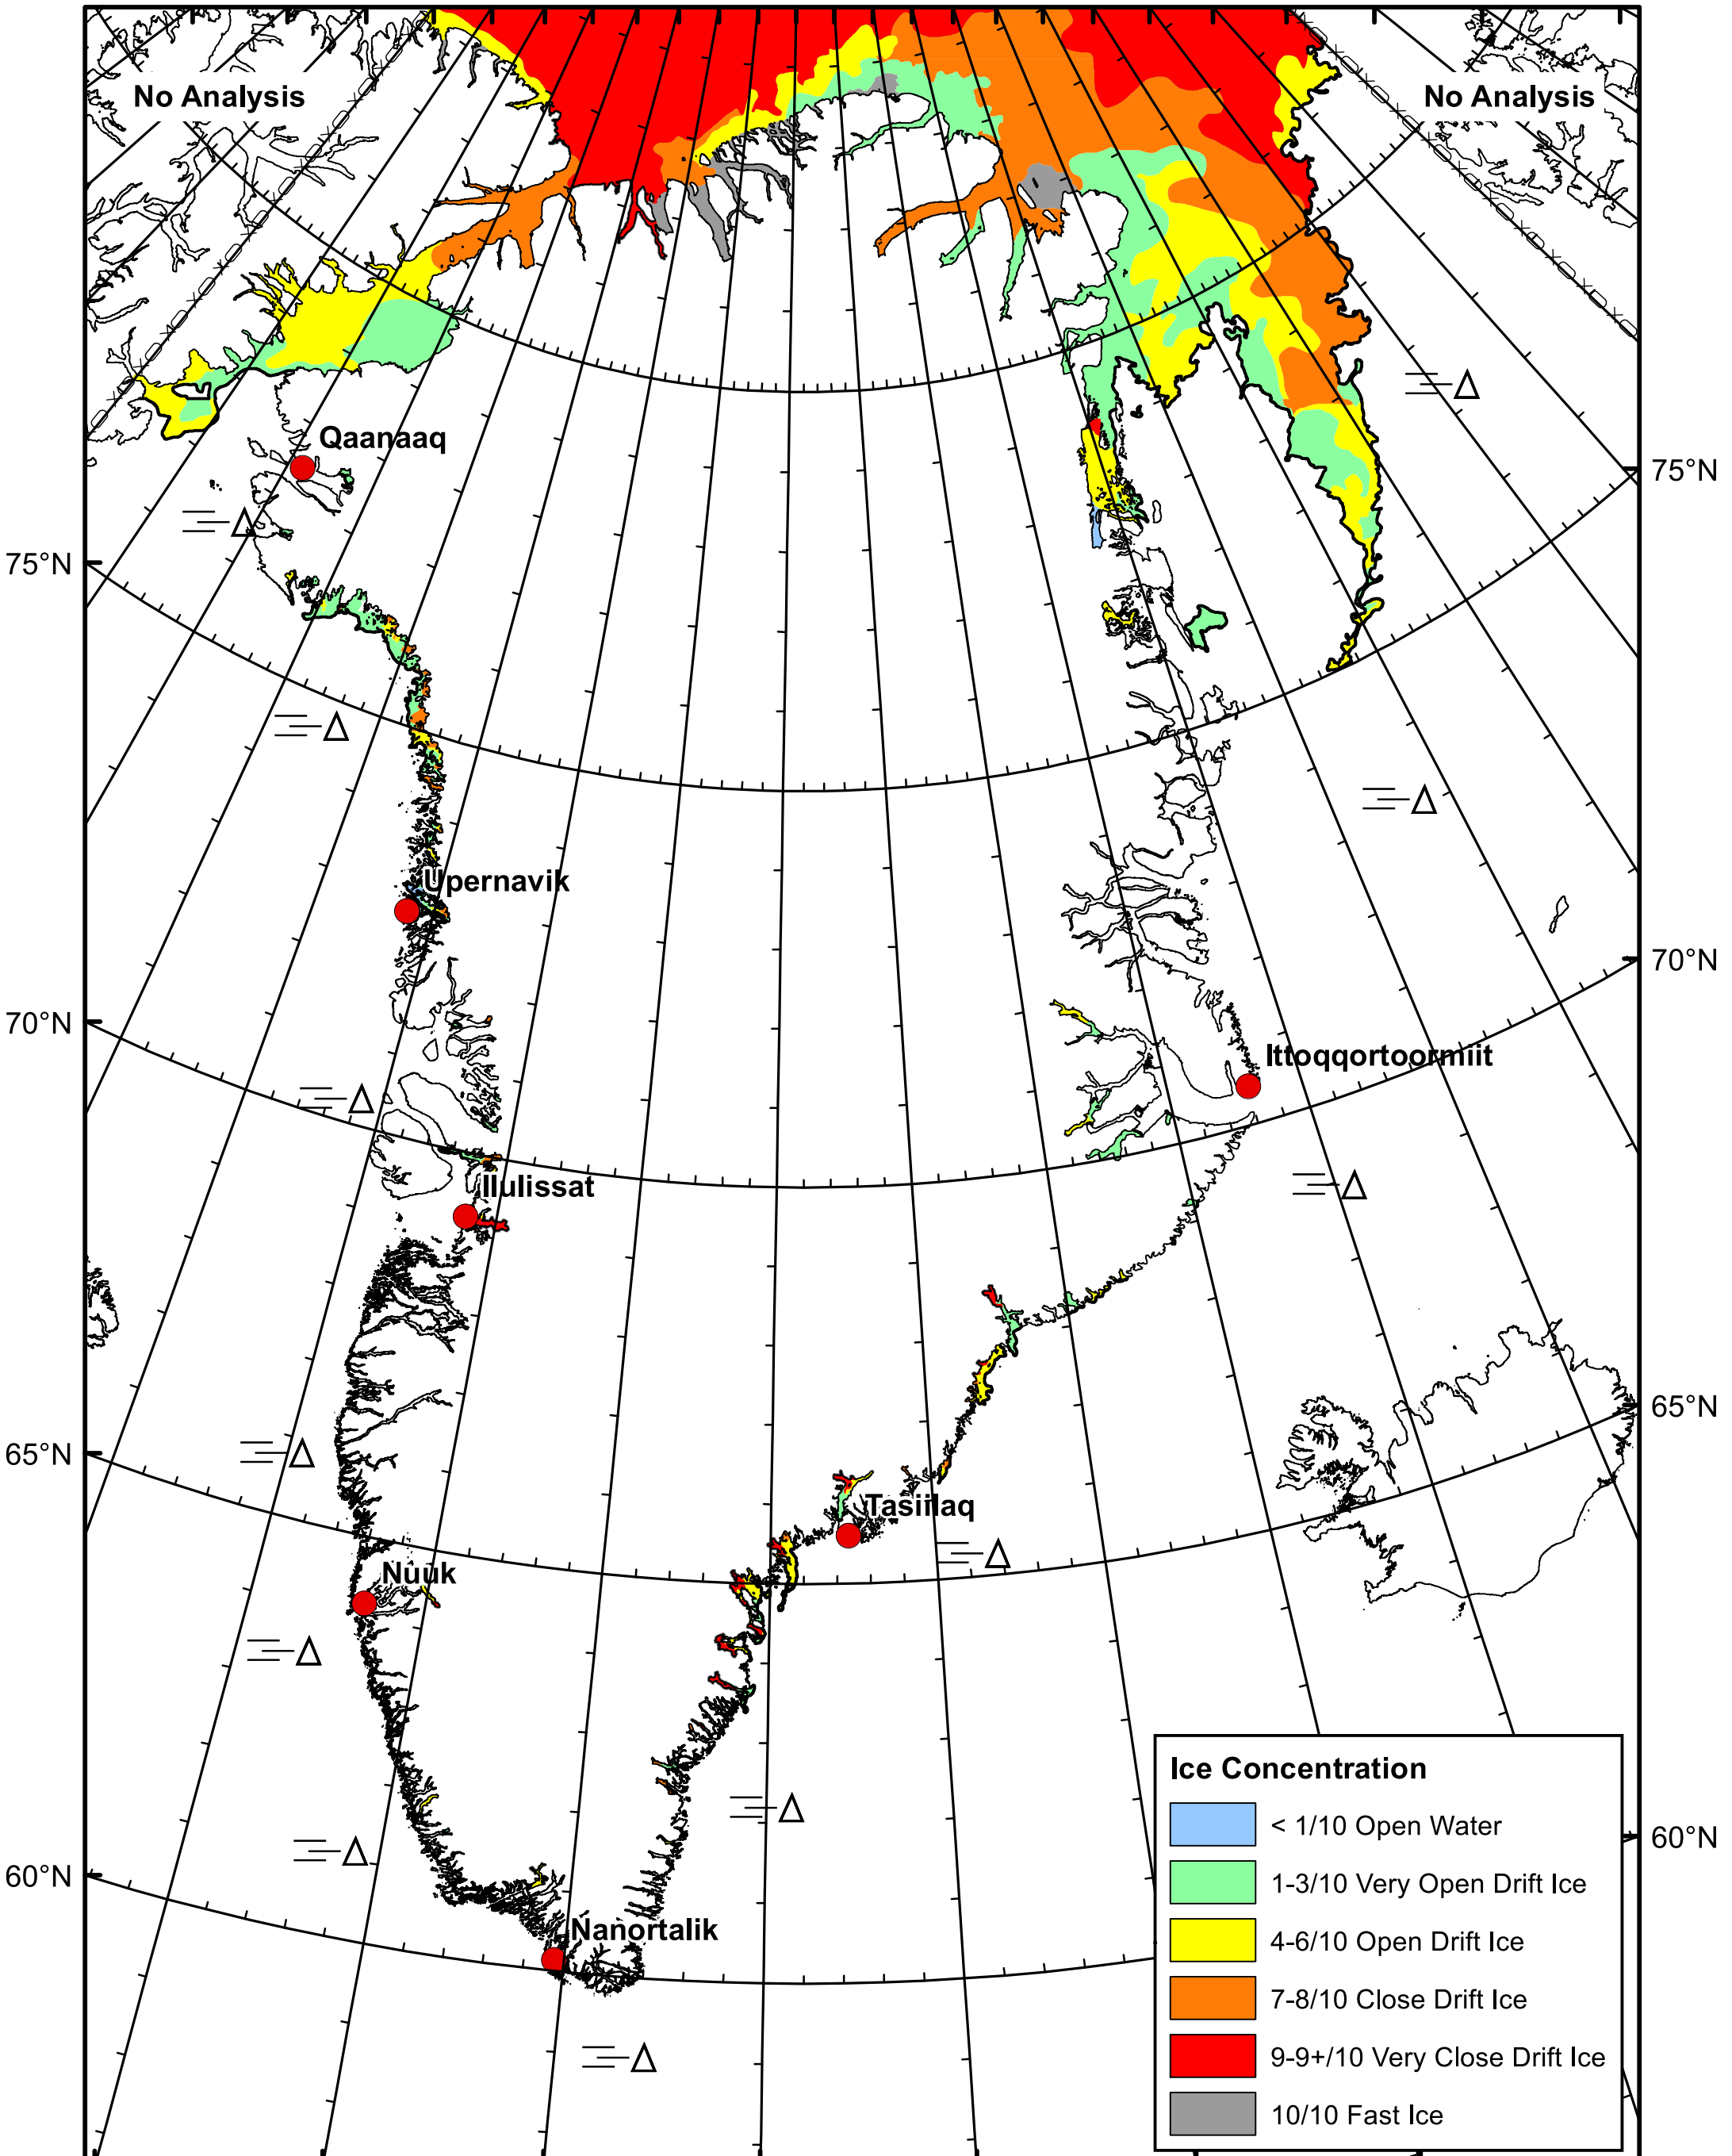 No Analysis
No Analysis
Qaanaaq
75°N
75°N
Upernavik
70°N
70°N
Ittoqqortoormiit
Ilulissat
65°N
65°N
Tasiilaq
Nuuk
Ice Concentration
< 1/10 Open Water
1-3/10 Very Open Drift Ice
4-6/10 Open Drift Ice
7-8/10 Close Drift Ice
9-9+/10 Very Close Drift Ice
10/10 Fast Ice
60°N
60°N
Nanortalik